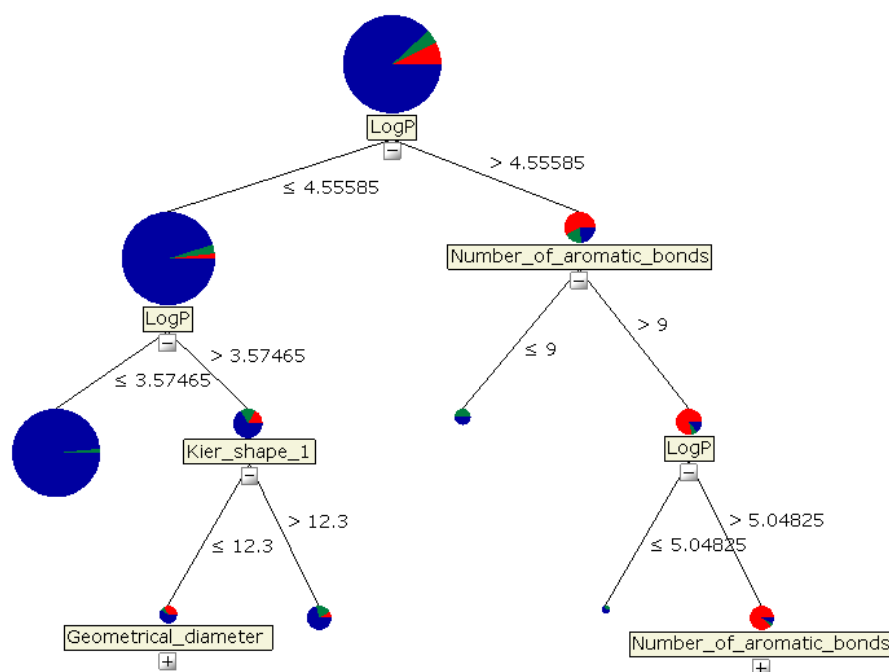 LogP
≤ 4.55585
> 4.55585
Number_of_aromatic_bonds
LogP
≤ 3.57465
> 3.57465
≤ 9
> 9
Kier_shape_1
LogP
≤ 12.3
> 12.3
≤ 5.04825
> 5.04825
Geometrical_diameter
Number_of_aromatic_bonds